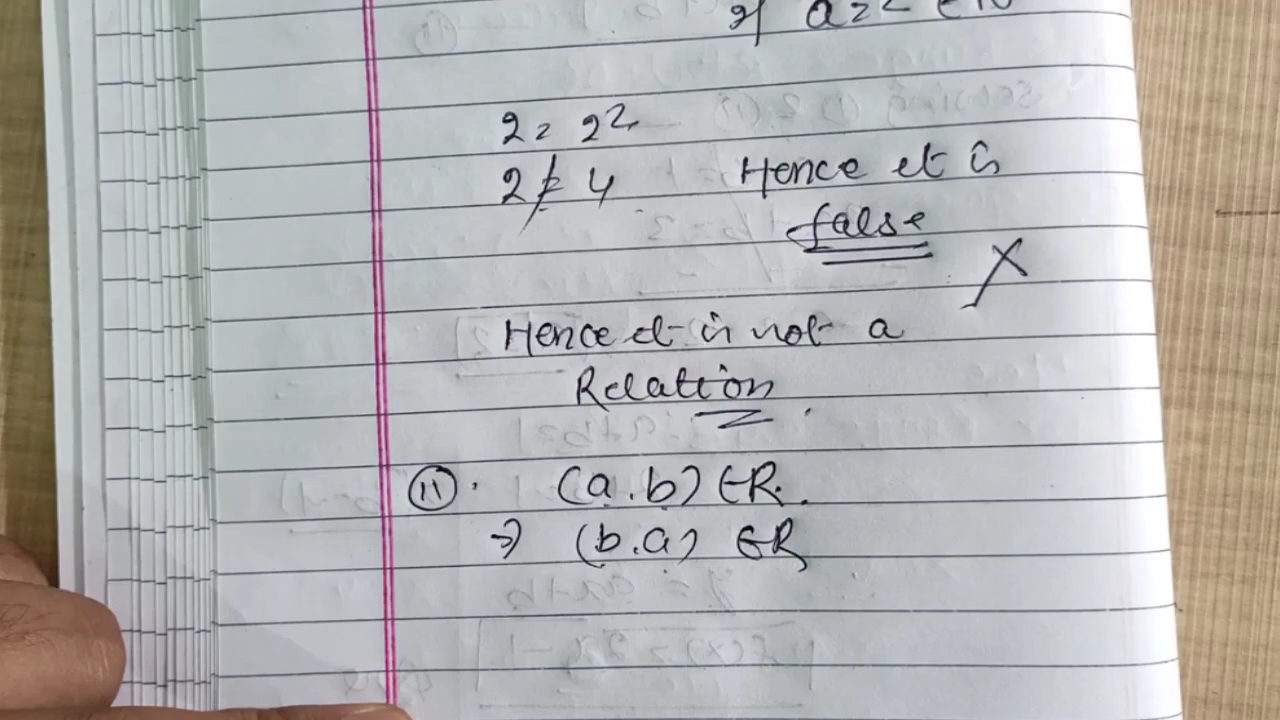 2 = 2²
2 ≠ 4 Hence it is
false
Hence it is not a
Relation
(ii). (a.b) ∈ R.
⇒ (b.a) ∈ R